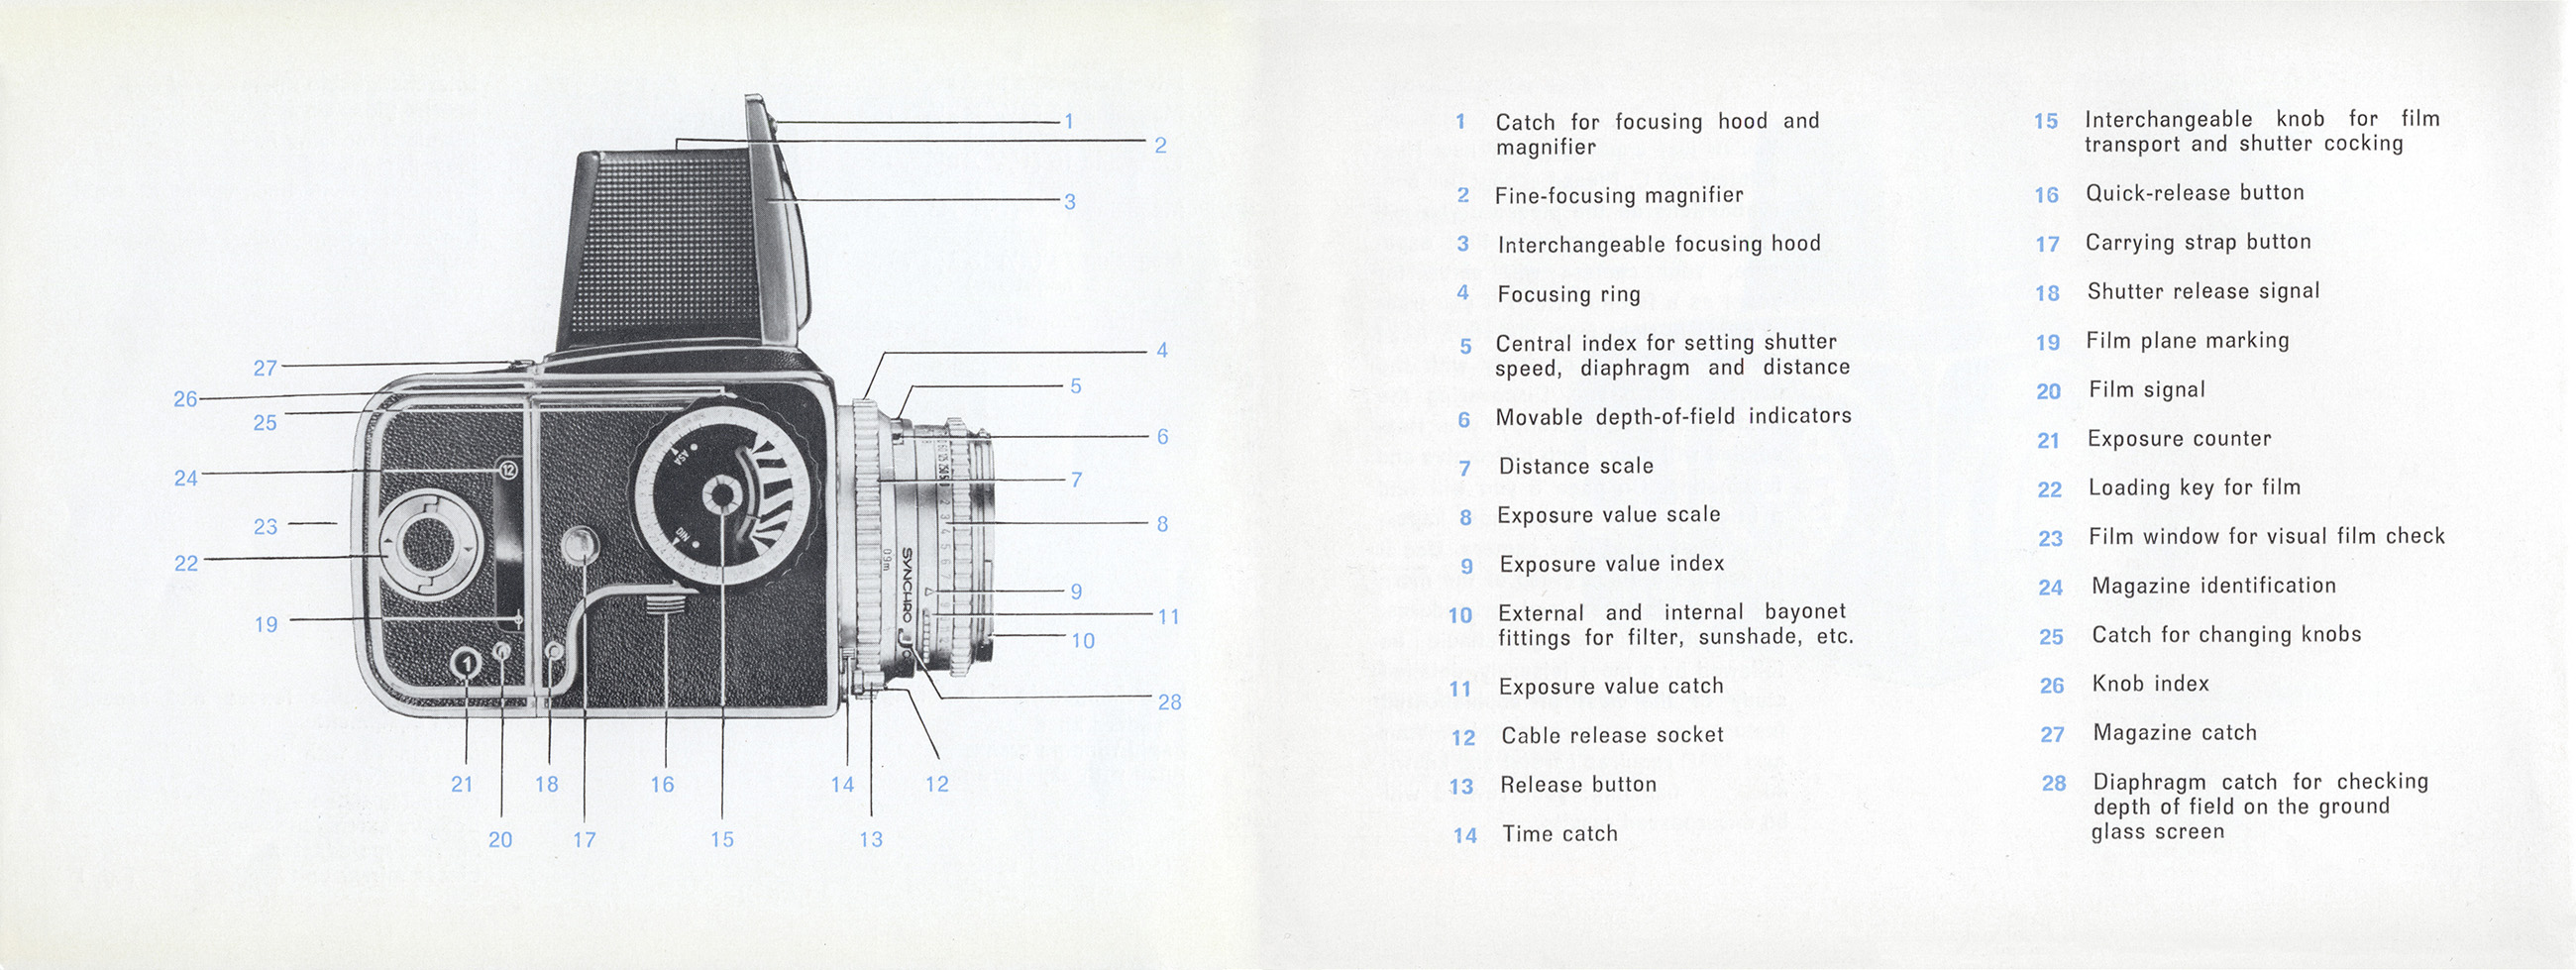 1
2
3
4
5
6
7
8
9
11
10
28
12
14
13
15
16
17
18
20
21
19
22
23
24
25
26
27
12
ASA
DIN
0,9m
SYNCHRO
1
1 Catch for focusing hood and
magnifier
2 Fine-focusing magnifier
3 Interchangeable focusing hood
4 Focusing ring
5 Central index for setting shutter
speed, diaphragm and distance
6 Movable depth-of-field indicators
7 Distance scale
8 Exposure value scale
9 Exposure value index
10 External and internal bayonet
fittings for filter, sunshade, etc.
11 Exposure value catch
12 Cable release socket
13 Release button
14 Time catch
15 Interchangeable knob for film
transport and shutter cocking
16 Quick-release button
17 Carrying strap button
18 Shutter release signal
19 Film plane marking
20 Film signal
21 Exposure counter
22 Loading key for film
23 Film window for visual film check
24 Magazine identification
25 Catch for changing knobs
26 Knob index
27 Magazine catch
28 Diaphragm catch for checking
depth of field on the ground
glass screen